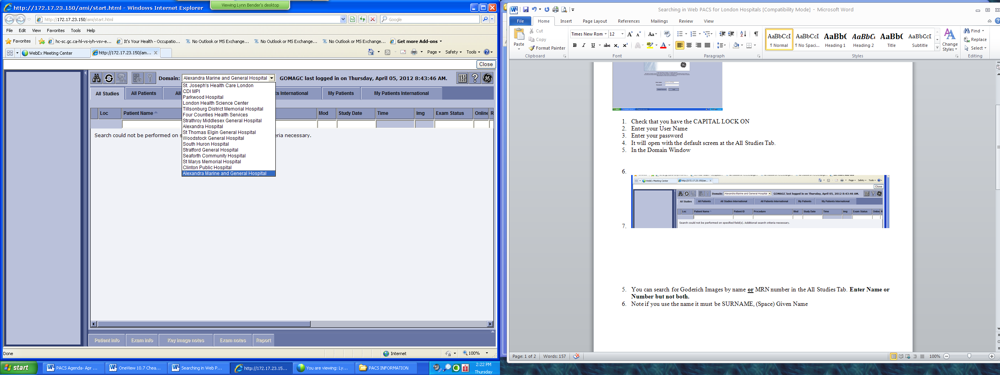 http://172.17.23.150/ami/start.html - Windows Internet Explorer
Viewing Lynn Bender's desktop
http://172.17.23.150/ami/start.html
Google
File Edit View Favorites Tools Help
Favorites hc-sc.gc.ca-hl-vs-iyh-vsv-e... It's Your Health - Occupatio... No Outlook or MS Exchange... No Outlook or MS Exchange... No Outlook or MS Exchange... Get more Add-ons
WebEx Meeting Center http://172.17.23.150/am... Page Safety Tools
Close
Domain: Alexandra Marine and General Hospital GOMAGC last logged in on Thursday, April 05, 2012 8:43:46 AM.
All Studies All Patients All ts International My Patients My Patients International
St. Joseph's Health Care London
CDI MPI
Parkwood Hospital
London Health Science Center
Tillsonburg District Memorial Hospital
Four Counties Health Services
Strathroy Middlesex General Hospital
Alexandra Hospital
St Thomas Elgin General Hospital
Woodstock General Hospital
South Huron Hospital
Stratford General Hospital
Seaforth Community Hospital
St Marys Memorial Hospital
Clinton Public Hospital
Alexandra Marine and General Hospital
Loc Patient Name Mod Study Date Time Img Exam Status Online R
Search could not be performed on s eria necessary.
Patient info Exam info Key image notes Exam notes Report
Done Internet 100%
start PACS Agenda- Apr ... OneView 10.7 Chea... Searching in Web P... http://172.17.23.15... You are viewing: Ly... PACS INFORMATION 2:22 PM
Thursday
Searching in Web PACS for London Hospitals [Compatibility Mode] - Microsoft Word
File Home Insert Page Layout References Mailings Review View
Paste Cut Copy Format Painter
Clipboard
Times New Rom 12
Font
Paragraph
AaBbCcI AaBbCcI AaBbC AaBbCc AaBbC AaBbCcI
¶ Normal ¶ No Spaci... Heading 1 Heading 2 Title Subtitle
Change Styles
Styles
Find
Replace
Select
Editing
User name
Password
1. Check that you have the CAPITAL LOCK ON
2. Enter your User Name
3. Enter your password
4. It will open with the default screen at the All Studies Tab.
5. In the Domain Window
6.
WebEx Meeting Center http://172.17.23.150/am... Page Safety Tools
Close
Domain: Alexandra Marine and General Hospital GOMAGC last logged in on Thursday, April 05, 2012 8:43:46 AM.
All Studies All Patients All Studies International All Patients International My Patients My Patients International
Loc Patient Name Patient ID Procedure Mod Study Date Time Img Exam Status Online R
Search could not be performed on specified field(s). Additional search criteria necessary.
7.
5. You can search for Goderich Images by name or MRN number in the All Studies Tab. Enter Name or
Number but not both.
6. Note if you use the name it must be SURNAME, (Space) Given Name
Page: 1 of 2 Words: 157 100%